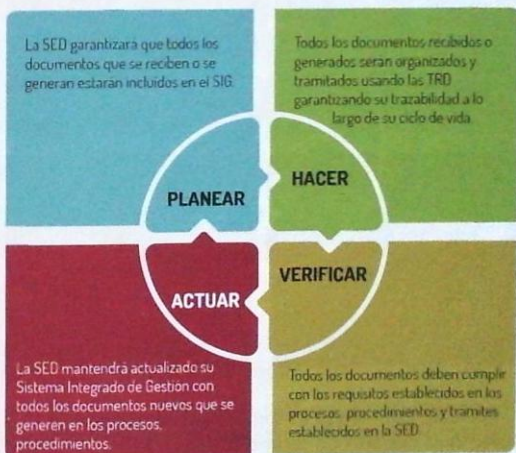 La SED garantizará que todos los
documentos que se reciben o se
generan estarán incluidos en el SIG.
Todos los documentos recibidos o
generados serán organizados y
tramitados usando las TRD
garantizando su trazabilidad a lo
largo de su ciclo de vida.
PLANEAR
HACER
ACTUAR
VERIFICAR
La SED mantendrá actualizado su
Sistema Integrado de Gestión con
todos los documentos nuevos que se
generen en los procesos,
procedimientos.
Todos los documentos deben cumplir
con los requisitos establecidos en los
procesos, procedimientos y tramites
establecidos en la SED.